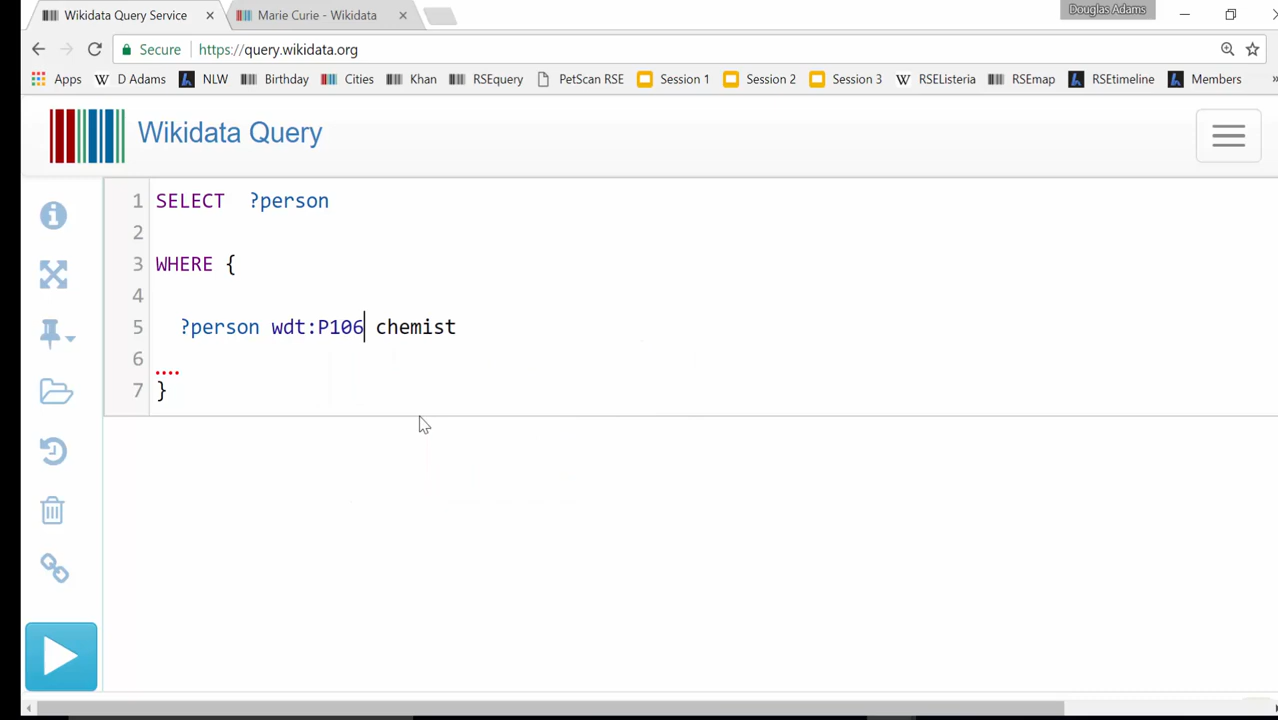 Douglas Adams
Wikidata Query Service
Marie Curie - Wikidata
Secure https://query.wikidata.org
Apps D Adams NLW Birthday Cities Khan RSEquery PetScan RSE Session 1 Session 2 Session 3 RSEListeria RSEmap RSEtimeline Members »
Wikidata Query
1 SELECT ?person
2
3 WHERE {
4
5 ?person wdt:P106 chemist
6
7 }